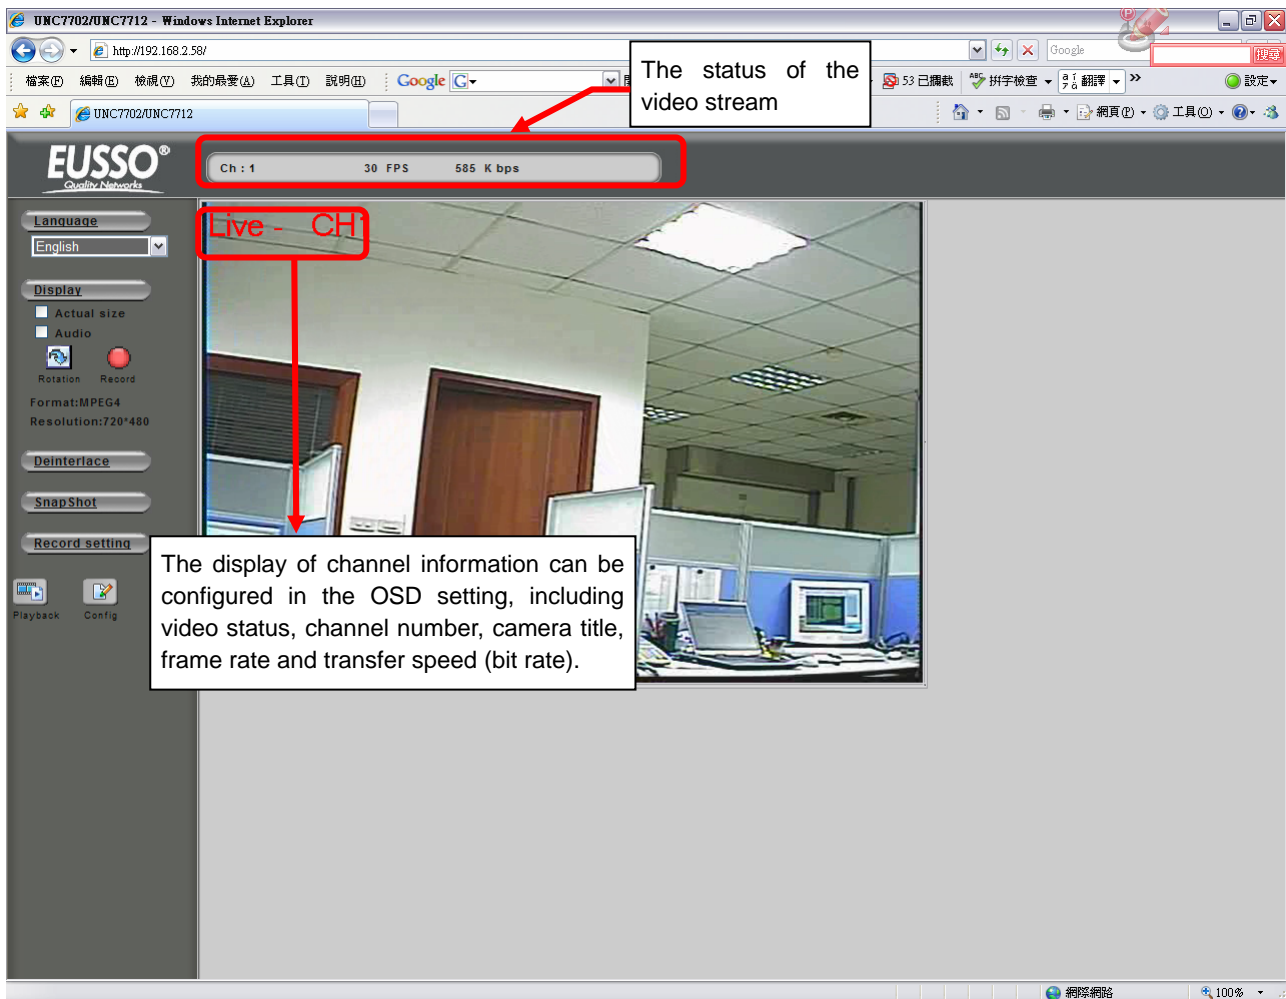 UNC7702/UNC7712 - Windows Internet Explorer
http://192.168.2.58/
Google
搜尋
檔案(F) 編輯(E) 檢視(V) 我的最愛(A) 工具(T) 說明(H) Google G
53 已攔截 拼字檢查 翻譯 » 設定
UNC7702/UNC7712
網頁(P) 工具(O)
The status of the
video stream
EUSSO®
Quality Networks
Ch : 1 30 FPS 585 K bps
Language
English
Display
Actual size
Audio
Rotation Record
Format:MPEG4
Resolution:720*480
Deinterlace
SnapShot
Record setting
Playback Config
Live - CH1
The display of channel information can be
configured in the OSD setting, including
video status, channel number, camera title,
frame rate and transfer speed (bit rate).
網際網路 100%